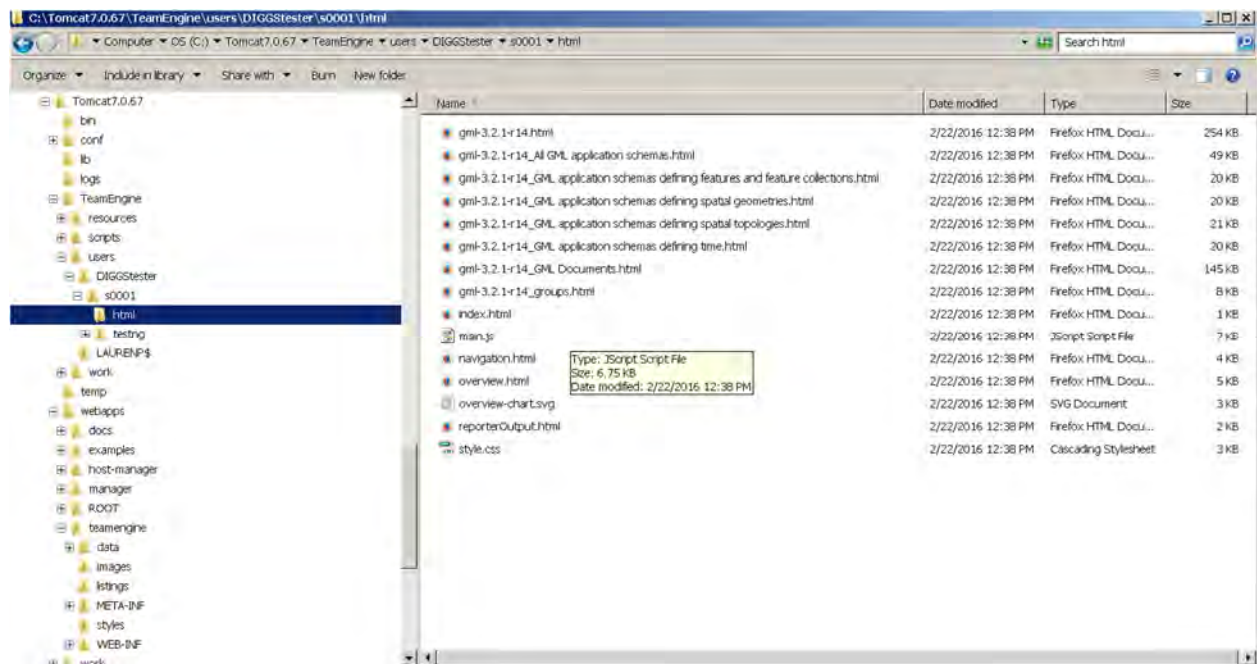 C:\Tomcat7.0.67\TeamEngine\users\DIGGStester\s0001\html
Computer ▾ OS (C:) ▾ Tomcat7.0.67 ▾ TeamEngine ▾ users ▾ DIGGStester ▾ s0001 ▾ html
Search html
Organize ▾ Include in library ▾ Share with ▾ Burn New folder
Tomcat7.0.67
bin
conf
lib
logs
TeamEngine
resources
scripts
users
DIGGStester
s0001
html
testng
LAURENP$
work
temp
webapps
docs
examples
host-manager
manager
ROOT
teamengine
data
images
listings
META-INF
styles
WEB-INF
work
Name Date modified Type Size
gml-3.2.1-r14.html 2/22/2016 12:38 PM Firefox HTML Docu... 254 KB
gml-3.2.1-r14_All GML application schemas.html 2/22/2016 12:38 PM Firefox HTML Docu... 49 KB
gml-3.2.1-r14_GML application schemas defining features and feature collections.html 2/22/2016 12:38 PM Firefox HTML Docu... 20 KB
gml-3.2.1-r14_GML application schemas defining spatial geometries.html 2/22/2016 12:38 PM Firefox HTML Docu... 20 KB
gml-3.2.1-r14_GML application schemas defining spatial topologies.html 2/22/2016 12:38 PM Firefox HTML Docu... 21 KB
gml-3.2.1-r14_GML application schemas defining time.html 2/22/2016 12:38 PM Firefox HTML Docu... 20 KB
gml-3.2.1-r14_GML Documents.html 2/22/2016 12:38 PM Firefox HTML Docu... 145 KB
gml-3.2.1-r14_groups.html 2/22/2016 12:38 PM Firefox HTML Docu... 8 KB
index.html 2/22/2016 12:38 PM Firefox HTML Docu... 1 KB
main.js 2/22/2016 12:38 PM JScript Script File 7 KB
navigation.html 2/22/2016 12:38 PM Firefox HTML Docu... 4 KB
Type: JScript Script File
Size: 6.75 KB
Date modified: 2/22/2016 12:38 PM
overview.html 2/22/2016 12:38 PM Firefox HTML Docu... 5 KB
overview-chart.svg 2/22/2016 12:38 PM SVG Document 3 KB
reporterOutput.html 2/22/2016 12:38 PM Firefox HTML Docu... 2 KB
style.css 2/22/2016 12:38 PM Cascading Stylesheet 3 KB